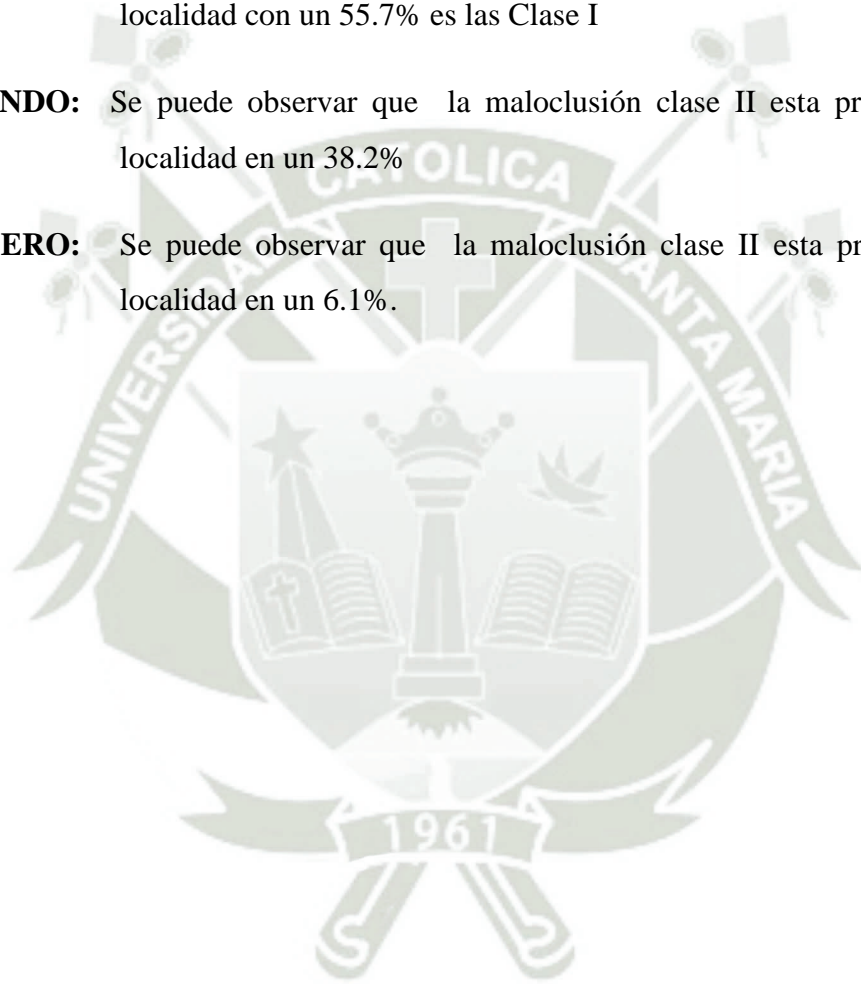 localidad con un 55.7% es las Clase I
NDO: Se puede observar que la maloclusión clase II esta pr
localidad en un 38.2%
ERO: Se puede observar que la maloclusión clase II esta pr
localidad en un 6.1%.
UNIVERSIDAD CATOLICA SANTA MARIA
1961